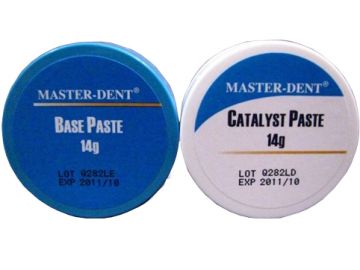 MASTER-DENT®
BASE PASTE
14g
LOT Q282LE
EXP 2011/10
MASTER-DENT®
CATALYST PASTE
14g
LOT Q282LD
EXP 2011/10